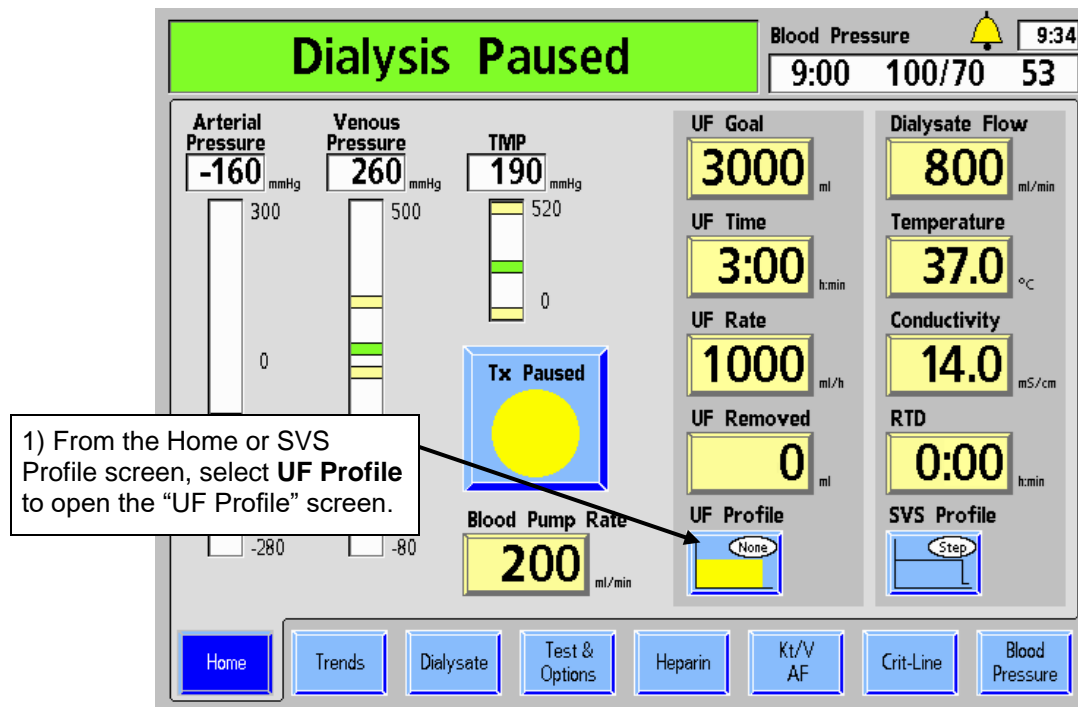 Dialysis Paused
Blood Pressure
9:34
9:00 100/70 53
Arterial
Pressure
-160 mmHg
300
0
-280
Venous
Pressure
260 mmHg
500
-80
TMP
190 mmHg
520
0
Tx Paused
Blood Pump Rate
200 ml/min
UF Goal
3000 ml
UF Time
3:00 h:min
UF Rate
1000 ml/h
UF Removed
0 ml
UF Profile
None
Dialysate Flow
800 ml/min
Temperature
37.0 °C
Conductivity
14.0 mS/cm
RTD
0:00 h:min
SVS Profile
Step
1) From the Home or SVS
Profile screen, select UF Profile
to open the “UF Profile” screen.
Home
Trends
Dialysate
Test &
Options
Heparin
Kt/V
AF
Crit-Line
Blood
Pressure